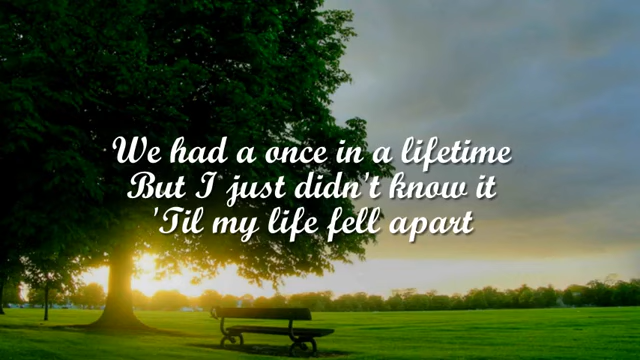 We had a once in a lifetime
But I just didn't know it
'Til my life fell apart